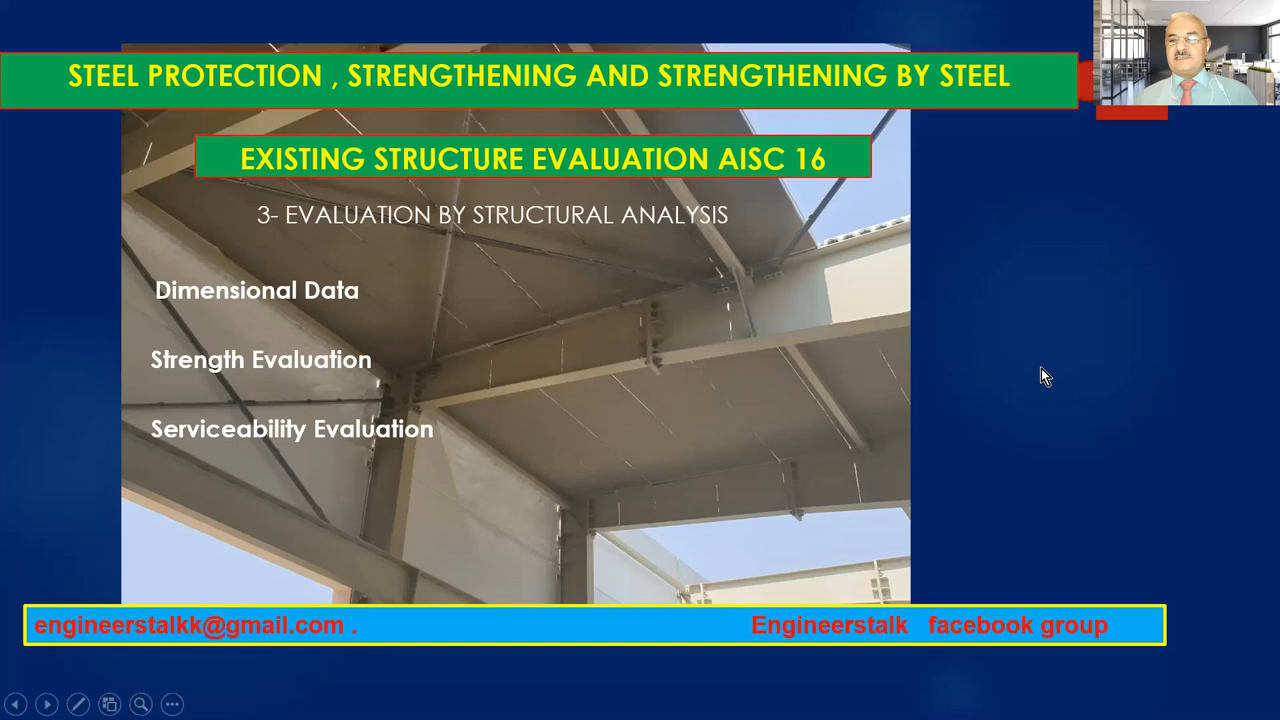 STEEL PROTECTION , STRENGTHENING AND STRENGTHENING BY STEEL
EXISTING STRUCTURE EVALUATION AISC 16
3- EVALUATION BY STRUCTURAL ANALYSIS
Dimensional Data
Strength Evaluation
Serviceability Evaluation
engineerstalkk@gmail.com . Engineerstalk facebook group